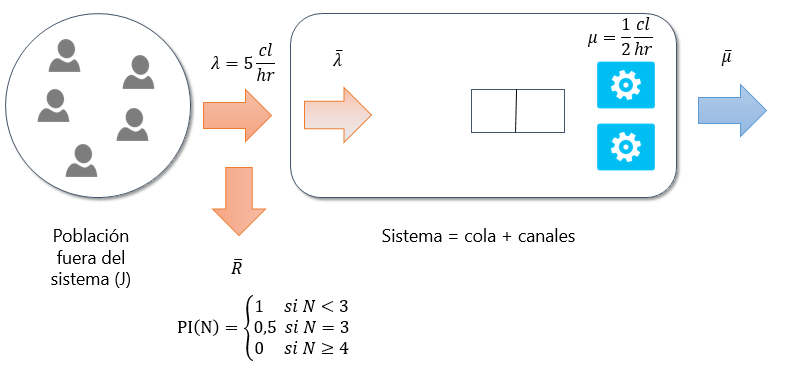 λ = 5 cl/hr
λ̄
μ = 1/2 cl/hr
μ̄
Población
fuera del
sistema (J)
Sistema = cola + canales
R̄
PI(N) = {
1 si N < 3
0,5 si N = 3
0 si N ≥ 4